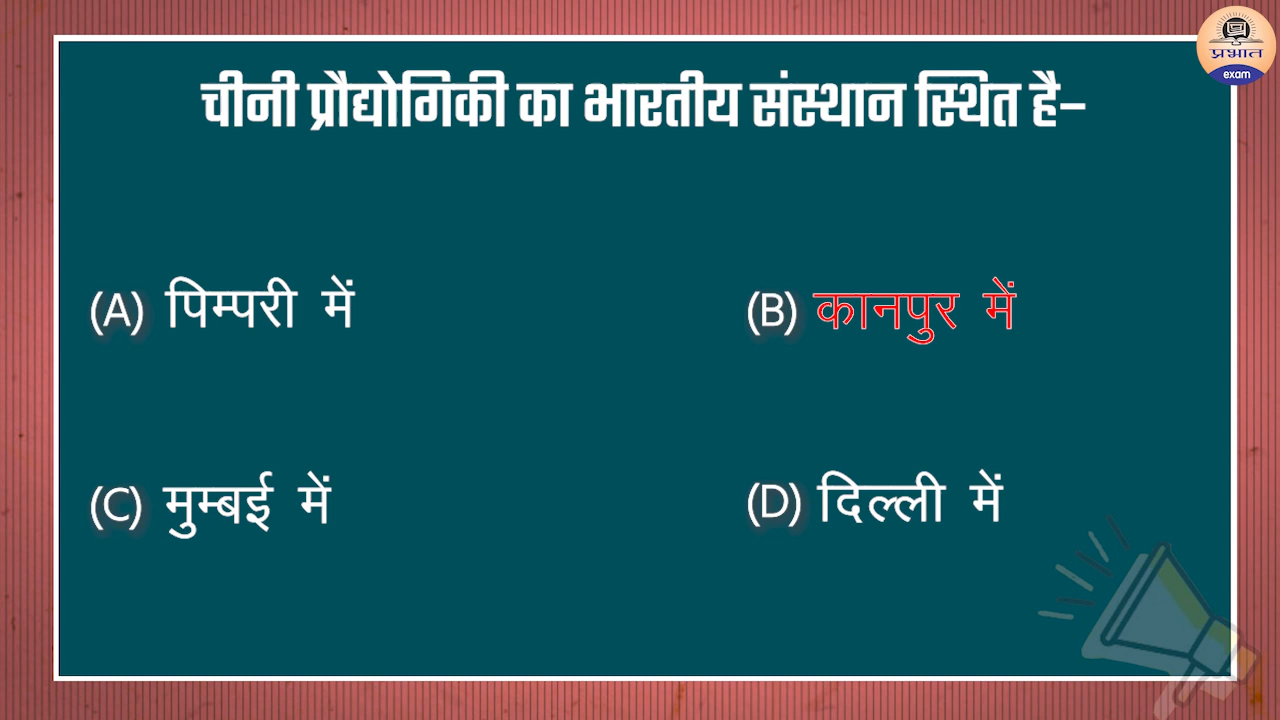 प्रभात
exam
चीनी प्रौद्योगिकी का भारतीय संस्थान स्थित है–
(A) पिम्परी में
(B) कानपुर में
(C) मुम्बई में
(D) दिल्ली में